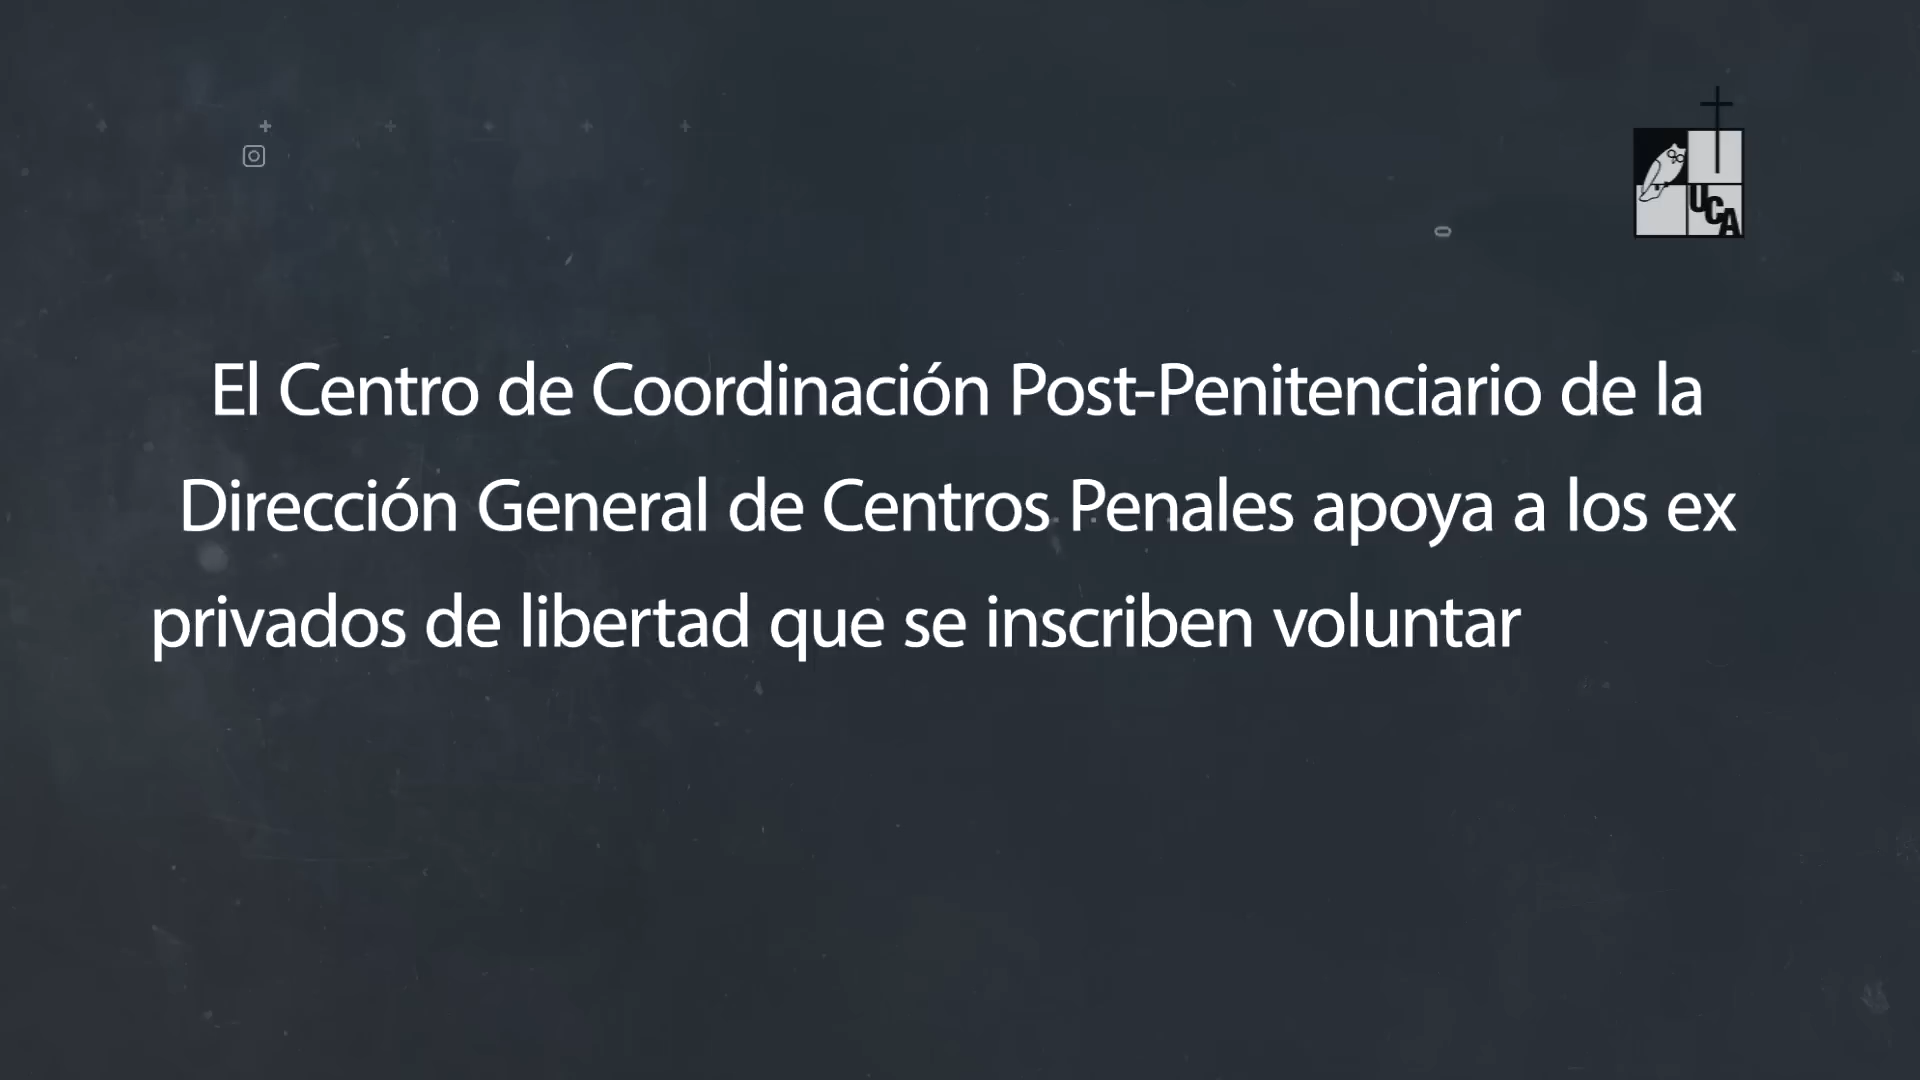 UCA
El Centro de Coordinación Post-Penitenciario de la
Dirección General de Centros Penales apoya a los ex
privados de libertad que se inscriben voluntar